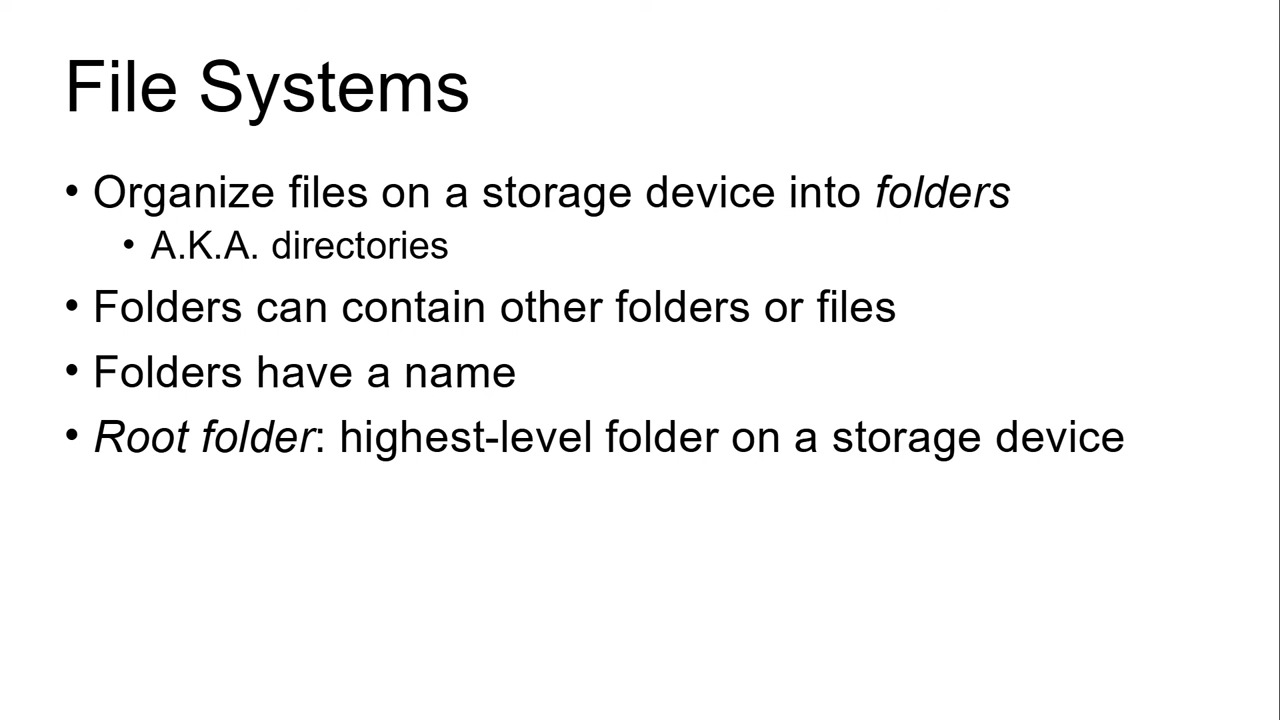 File Systems
• Organize files on a storage device into folders
• A.K.A. directories
• Folders can contain other folders or files
• Folders have a name
• Root folder: highest-level folder on a storage device